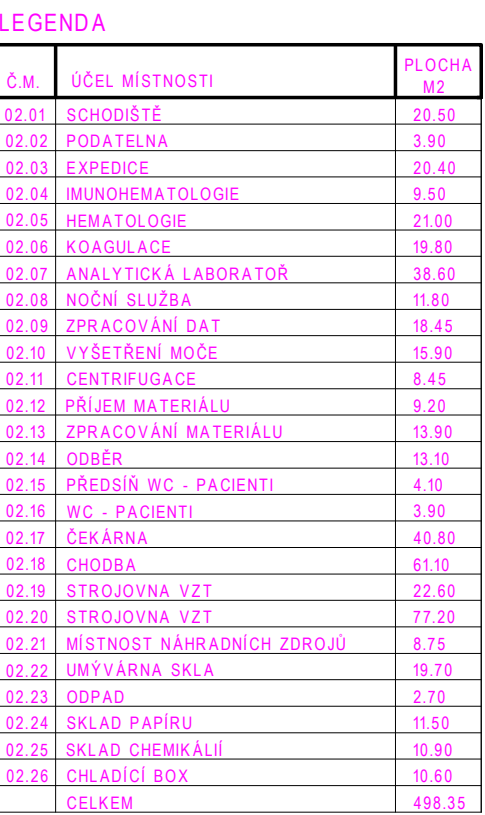 LEGENDA
Č.M. ÚČEL MÍSTNOSTI PLOCHA M2
02.01 SCHODIŠTĚ 20.50
02.02 PODATELNA 3.90
02.03 EXPEDICE 20.40
02.04 IMUNOHEMATOLOGIE 9.50
02.05 HEMATOLOGIE 21.00
02.06 KOAGULACE 19.80
02.07 ANALYTICKÁ LABORATOŘ 38.60
02.08 NOČNÍ SLUŽBA 11.80
02.09 ZPRACOVÁNÍ DAT 18.45
02.10 VYŠETŘENÍ MOČE 15.90
02.11 CENTRIFUGACE 8.45
02.12 PŘÍJEM MATERIÁLU 9.20
02.13 ZPRACOVÁNÍ MATERIÁLU 13.90
02.14 ODBĚR 13.10
02.15 PŘEDSÍŇ WC - PACIENTI 4.10
02.16 WC - PACIENTI 3.90
02.17 ČEKÁRNA 40.80
02.18 CHODBA 61.10
02.19 STROJOVNA VZT 22.60
02.20 STROJOVNA VZT 77.20
02.21 MÍSTNOST NÁHRADNÍCH ZDROJŮ 8.75
02.22 UMÝVÁRNA SKLA 19.70
02.23 ODPAD 2.70
02.24 SKLAD PAPÍRU 11.50
02.25 SKLAD CHEMIKÁLIÍ 10.90
02.26 CHLADÍCÍ BOX 10.60
CELKEM 498.35